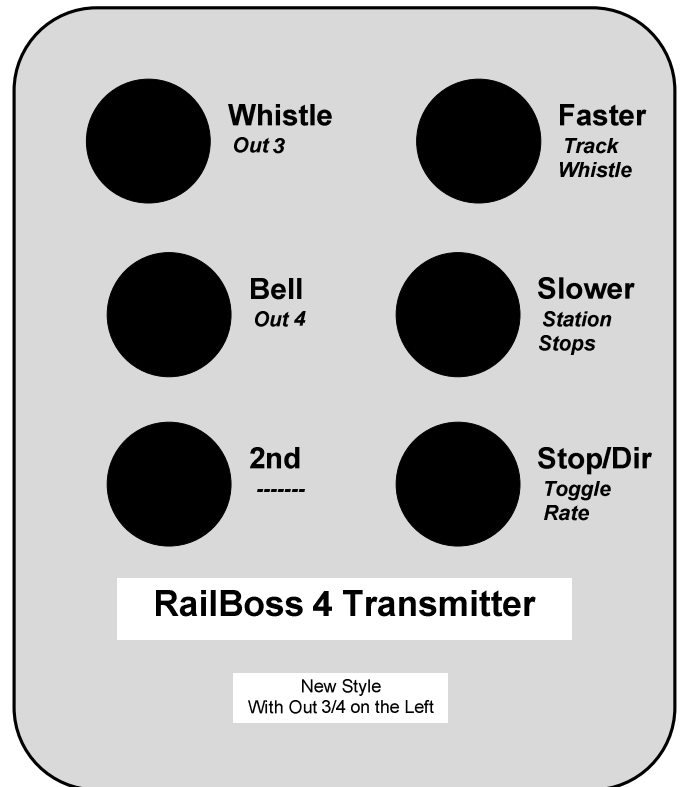 Whistle
Out 3
Faster
Track
Whistle
Bell
Out 4
Slower
Station
Stops
2nd
-------
Stop/Dir
Toggle
Rate
RailBoss 4 Transmitter
New Style
With Out 3/4 on the Left